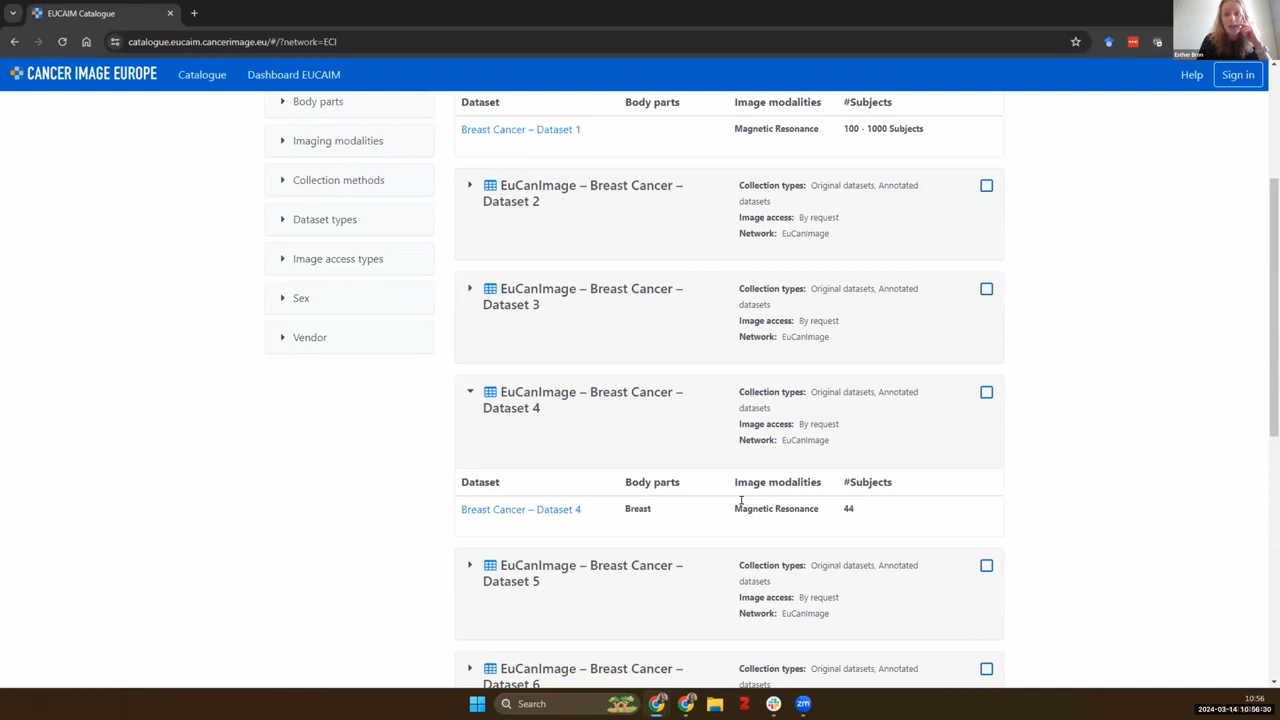 EUCAIM Catalogue
catalogue.eucaim.cancerimage.eu/#/?network=ECI
Esther Bron
CANCER IMAGE EUROPE
Catalogue
Dashboard EUCAIM
Help
Sign in
Body parts
Imaging modalities
Collection methods
Dataset types
Image access types
Sex
Vendor
Dataset Body parts Image modalities #Subjects
Breast Cancer – Dataset 1 Magnetic Resonance 100 - 1000 Subjects
EuCanImage – Breast Cancer –
Dataset 2
Collection types: Original datasets, Annotated
datasets
Image access: By request
Network: EuCanImage
EuCanImage – Breast Cancer –
Dataset 3
Collection types: Original datasets, Annotated
datasets
Image access: By request
Network: EuCanImage
EuCanImage – Breast Cancer –
Dataset 4
Collection types: Original datasets, Annotated
datasets
Image access: By request
Network: EuCanImage
Dataset Body parts Image modalities #Subjects
Breast Cancer – Dataset 4 Breast Magnetic Resonance 44
EuCanImage – Breast Cancer –
Dataset 5
Collection types: Original datasets, Annotated
datasets
Image access: By request
Network: EuCanImage
EuCanImage – Breast Cancer –
Dataset 6
Collection types: Original datasets, Annotated
datasets
Search
zm
10:56
2024-03-14 10:56:30